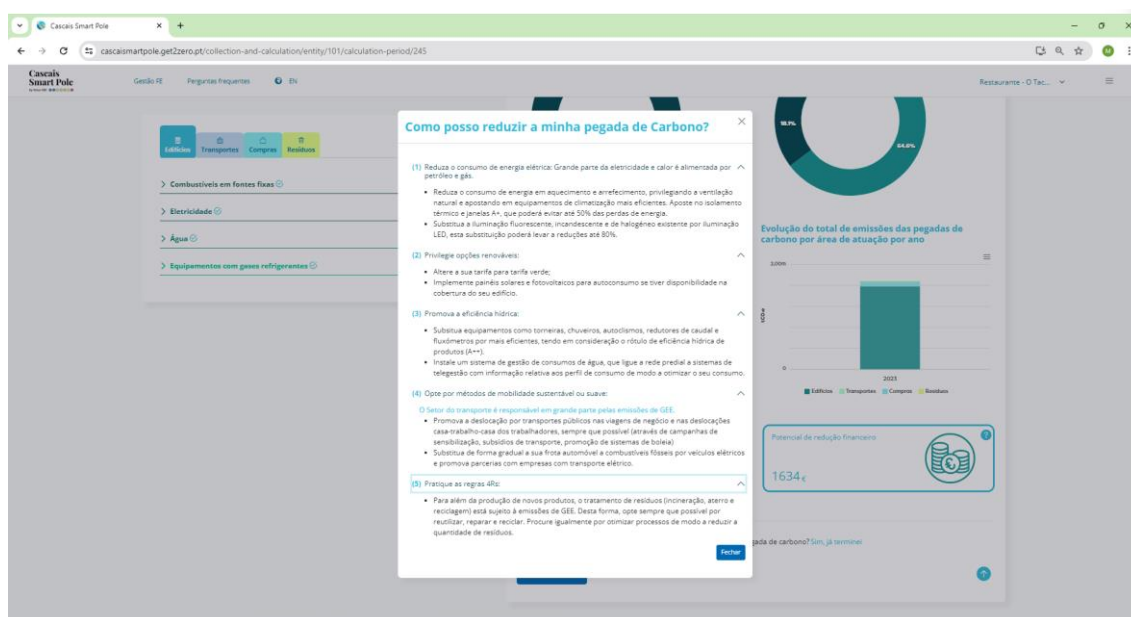 Cascais Smart Pole
cascaismartpole.get2zero.pt/collection-and-calculation/entity/101/calculation-period/245
Cascais
Smart Pole
Gestão FE
Perguntas frequentes
EN
Restaurante - O Tac...
Edifícios
Transportes
Compras
Resíduos
Combustíveis em fontes fixas
Eletricidade
Água
Equipamentos com gases refrigerantes
Como posso reduzir a minha pegada de Carbono?
(1) Reduza o consumo de energia elétrica: Grande parte da eletricidade e calor é alimentada por
petróleo e gás.
• Reduza o consumo de energia em aquecimento e arrefecimento, privilegiando a ventilação
natural e apostando em equipamentos de climatização mais eficientes. Aposte no isolamento
térmico e janelas A+, que poderá evitar até 50% das perdas de energia.
• Substitua a iluminação fluorescente, incandescente e de halogéneo existente por iluminação
LED, esta substituição poderá levar a reduções até 80%.
(2) Privilegie opções renováveis:
• Altere a sua tarifa para tarifa verde;
• Implemente painéis solares e fotovoltaicos para autoconsumo se tiver disponibilidade na
cobertura do seu edifício.
(3) Promova a eficiência hídrica:
• Substitua equipamentos como torneiras, chuveiros, autoclismos, redutores de caudal e
fluxómetros por mais eficientes, tendo em consideração o rótulo de eficiência hídrica de
produtos (A++).
• Instale um sistema de gestão de consumos de água, que ligue a rede predial a sistemas de
telegestão com informação relativa aos perfil de consumo de modo a otimizar o seu consumo.
(4) Opte por métodos de mobilidade sustentável ou suave:
O Setor do transporte é responsável em grande parte pelas emissões de GEE.
• Promova a deslocação por transportes públicos nas viagens de negócio e nas deslocações
casa-trabalho-casa dos trabalhadores, sempre que possível (através de campanhas de
sensibilização, subsídios de transporte, promoção de sistemas de boleia)
• Substitua de forma gradual a sua frota automóvel a combustíveis fósseis por veículos elétricos
e promova parcerias com empresas com transporte elétrico.
(5) Pratique as regras 4Rs:
• Para além da produção de novos produtos, o tratamento de resíduos (incineração, aterro e
reciclagem) está sujeito à emissões de GEE. Desta forma, opte sempre que possível por
reutilizar, reparar e reciclar. Procure igualmente por otimizar processos de modo a reduzir a
quantidade de resíduos.
Fechar
64.8%
Evolução do total de emissões das pegadas de
carbono por área de atuação por ano
0
2023
Edifícios
Transportes
Compras
Resíduos
Potencial de redução financeiro
1634 €
gada de carbono? Sim, já terminei